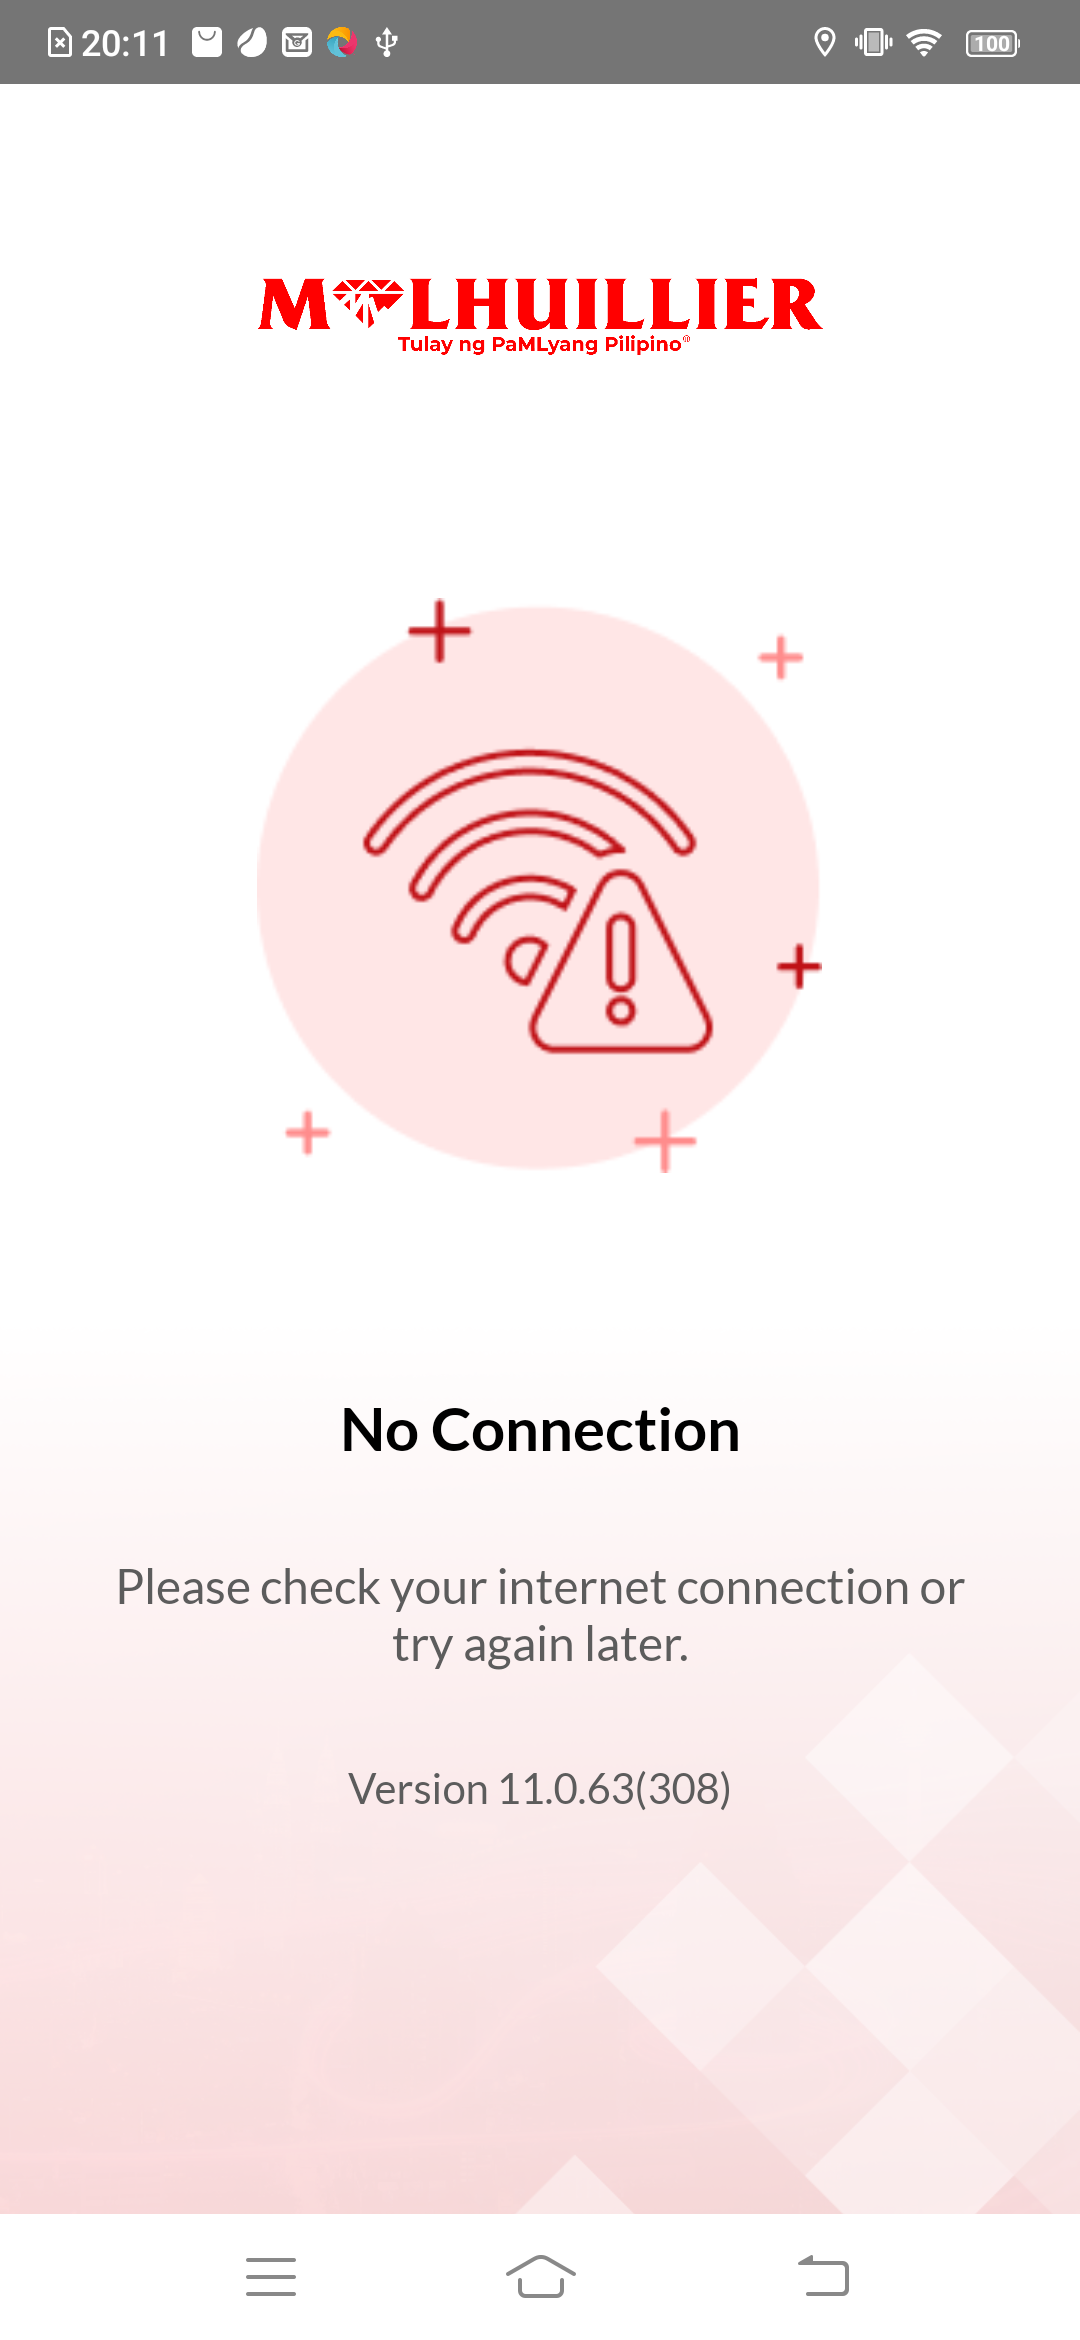 20:11
100
M LHUILLIER
Tulay ng PaMLyang Pilipino®
No Connection
Please check your internet connection or
try again later.
Version 11.0.63(308)